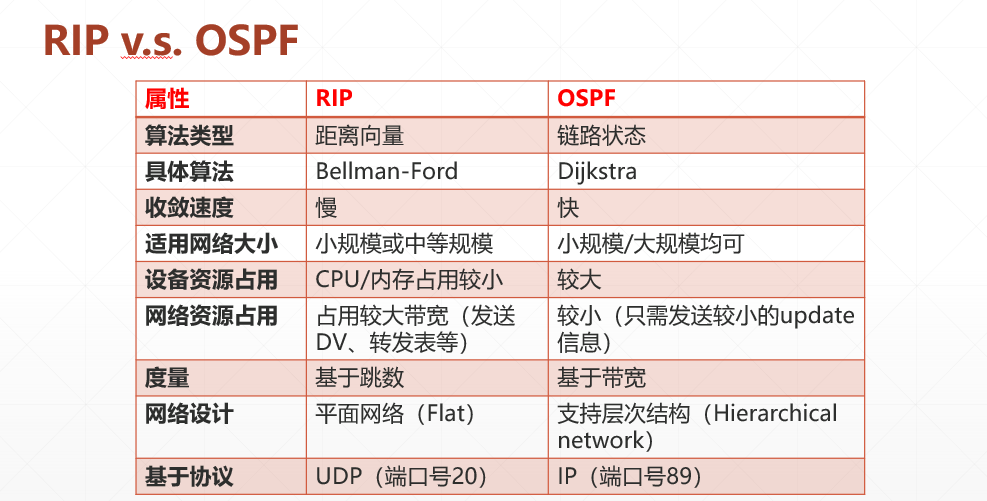 RIP v.s. OSPF
属性 RIP OSPF
算法类型 距离向量 链路状态
具体算法 Bellman-Ford Dijkstra
收敛速度 慢 快
适用网络大小 小规模或中等规模 小规模/大规模均可
设备资源占用 CPU/内存占用较小 较大
网络资源占用 占用较大带宽（发送 较小（只需发送较小的update
DV、转发表等） 信息）
度量 基于跳数 基于带宽
网络设计 平面网络（Flat） 支持层次结构（Hierarchical
network）
基于协议 UDP（端口号20） IP（端口号89）